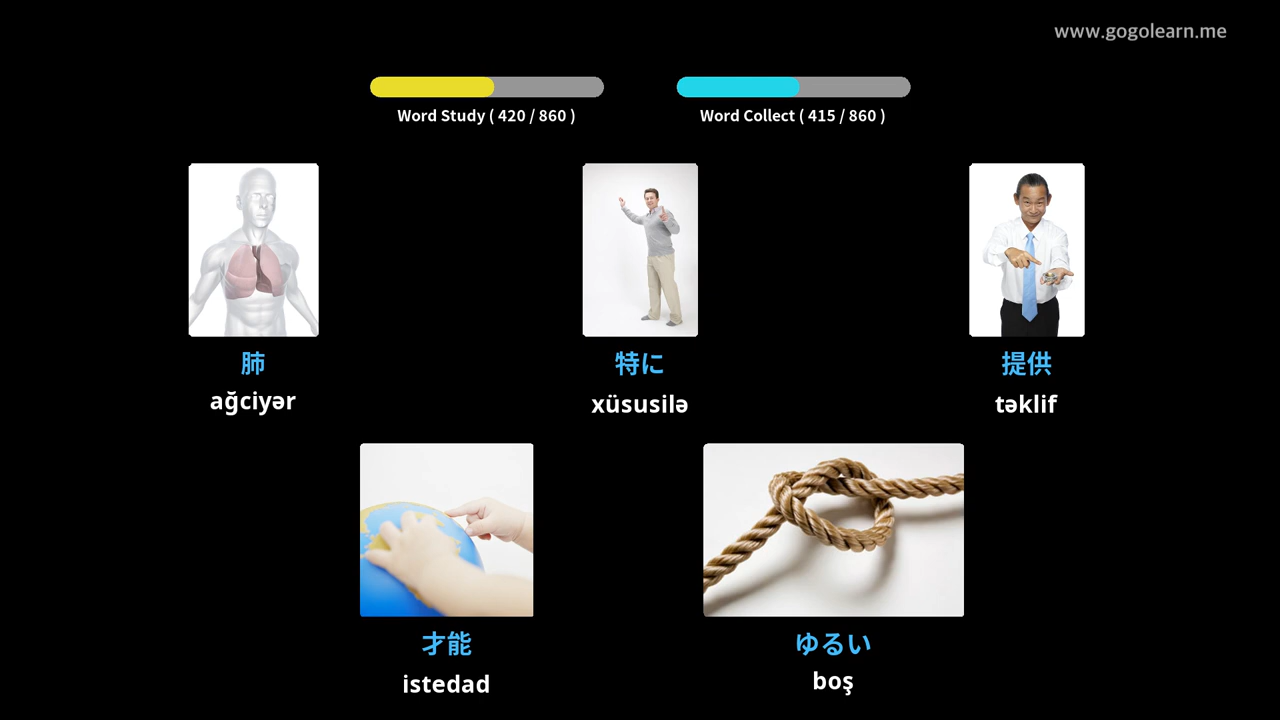 www.gogolearn.me
Word Study ( 420 / 860 )
Word Collect ( 415 / 860 )
肺
ağciyər
特に
xüsusilə
提供
təklif
才能
istedad
ゆるい
boş